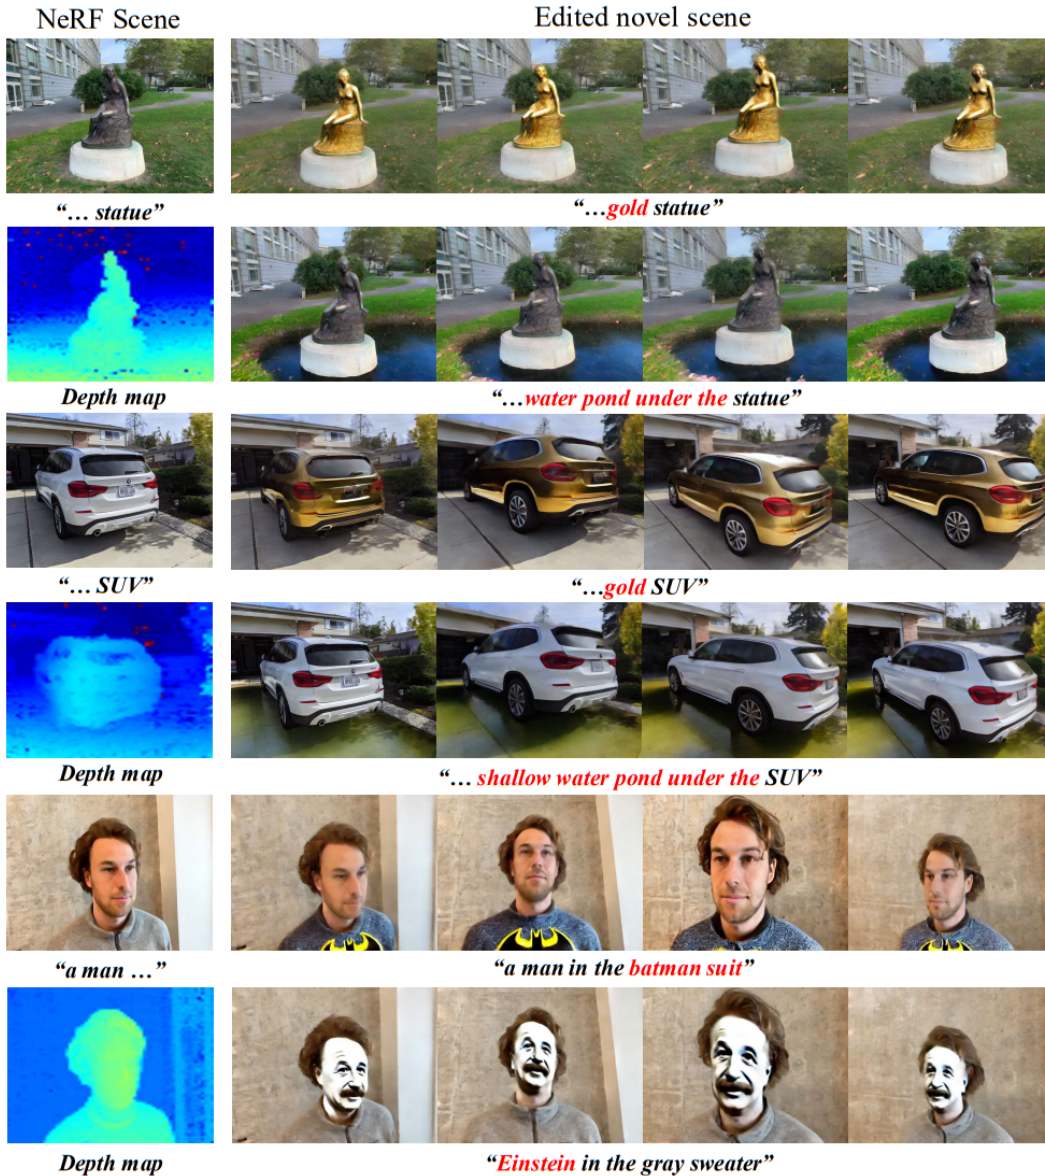 NeRF Scene
Edited novel scene
“… statue”
“…gold statue”
Depth map
“…water pond under the statue”
“… SUV”
“…gold SUV”
Depth map
“… shallow water pond under the SUV”
“a man …”
“a man in the batman suit”
Depth map
“Einstein in the gray sweater”